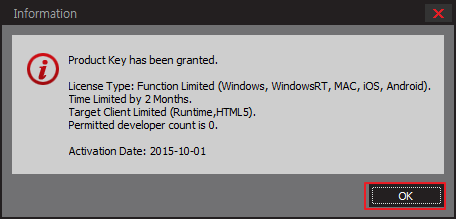 Information
Product Key has been granted.
License Type: Function Limited (Windows, WindowsRT, MAC, iOS, Android).
Time Limited by 2 Months.
Target Client Limited (Runtime,HTML5).
Permitted developer count is 0.
Activation Date: 2015-10-01
OK